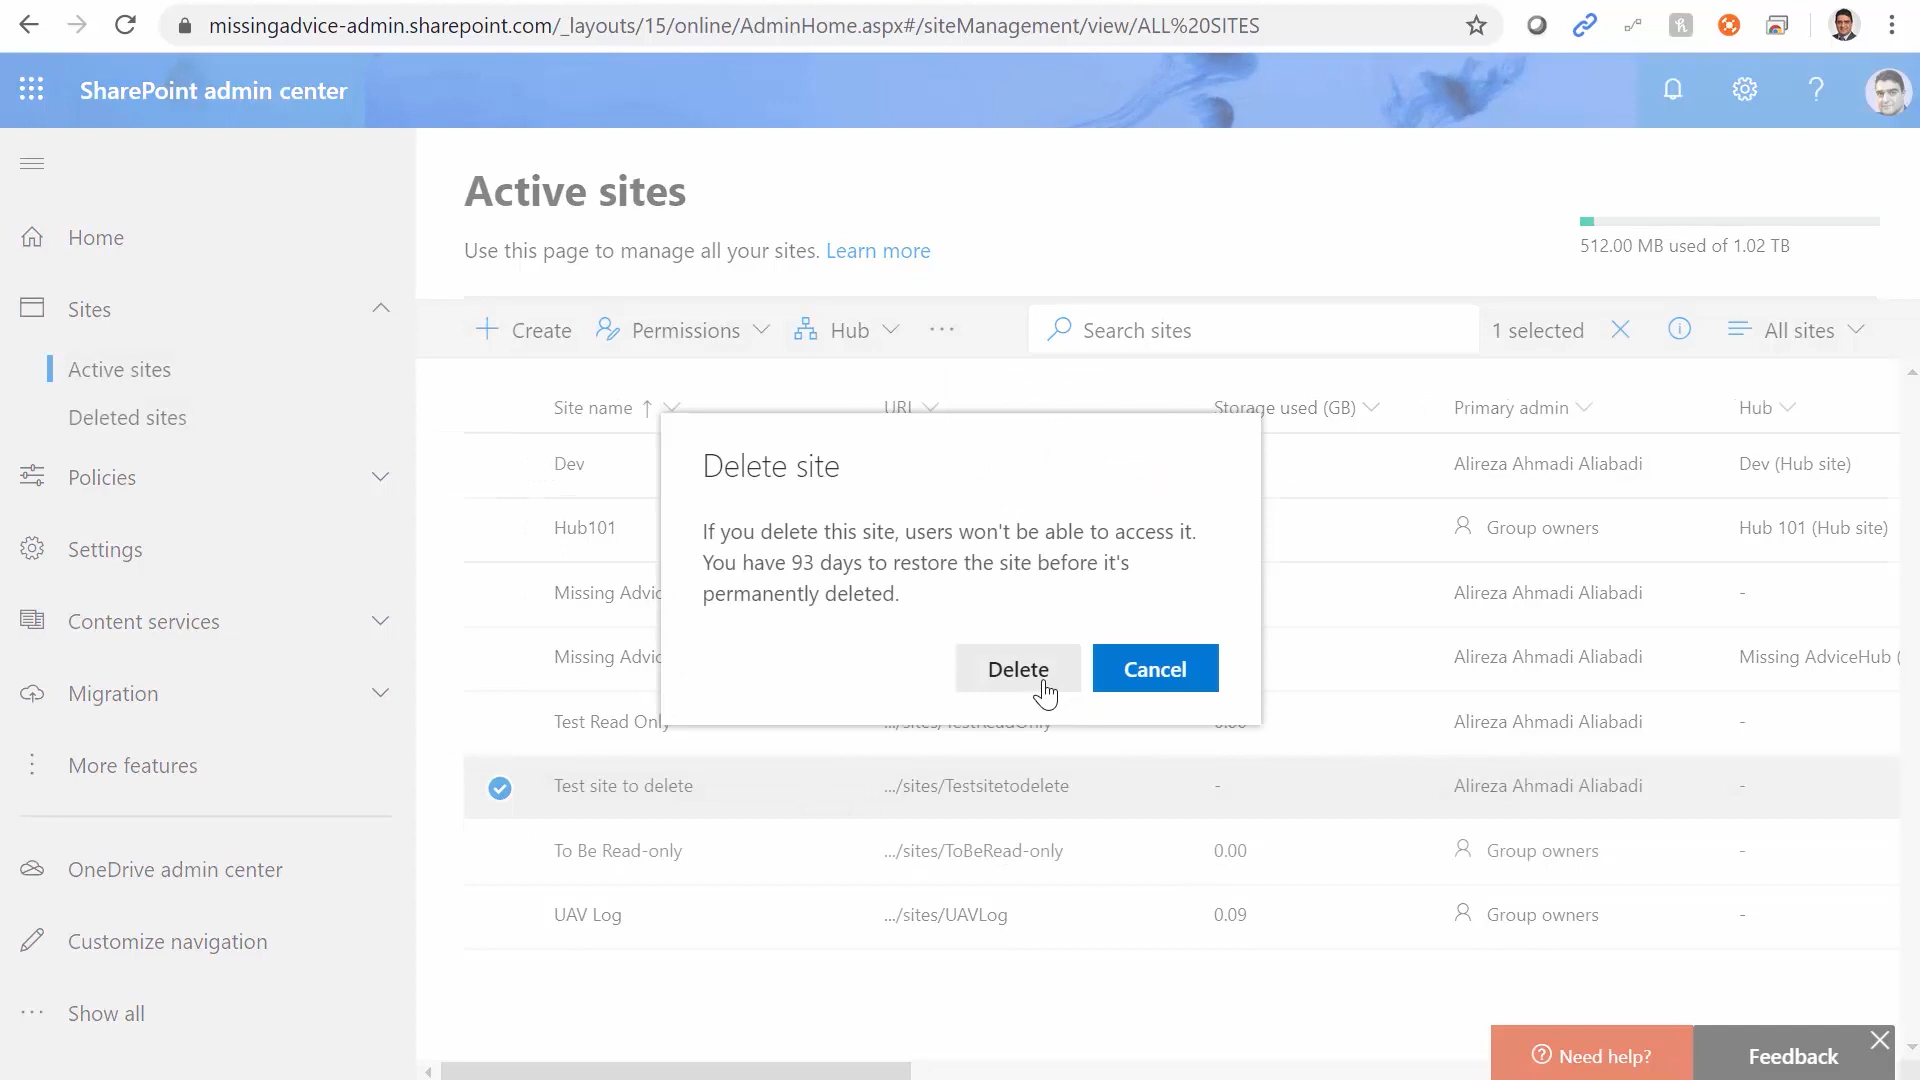 missingadvice-admin.sharepoint.com/_layouts/15/online/AdminHome.aspx#/siteManagement/view/ALL%20SITES
SharePoint admin center
Home
Sites
Active sites
Deleted sites
Policies
Settings
Content services
Migration
More features
OneDrive admin center
Customize navigation
Show all
Active sites
Use this page to manage all your sites. Learn more
512.00 MB used of 1.02 TB
Create Permissions Hub Search sites 1 selected All sites
Site name URL Storage used (GB) Primary admin Hub
Dev Alireza Ahmadi Aliabadi Dev (Hub site)
Hub101 Group owners Hub 101 (Hub site)
Missing Alireza Ahmadi Aliabadi -
Missing Alireza Ahmadi Aliabadi Missing AdviceHub (
Test Read Only .../sites/TestReadOnly 0.00 Alireza Ahmadi Aliabadi -
Test site to delete .../sites/Testsitetodelete - Alireza Ahmadi Aliabadi -
To Be Read-only .../sites/ToBeRead-only 0.00 Group owners -
UAV Log .../sites/UAVLog 0.09 Group owners -
Delete site
If you delete this site, users won't be able to access it.
You have 93 days to restore the site before it's
permanently deleted.
Delete Cancel
Need help? Feedback